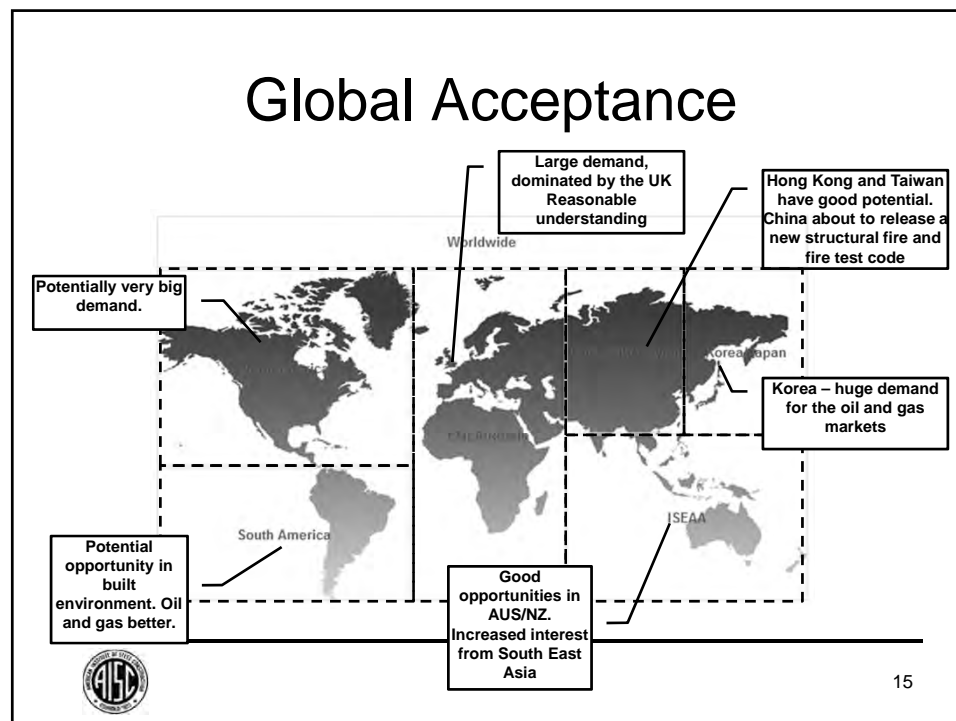 Global Acceptance
Large demand,
dominated by the UK
Reasonable
understanding
Hong Kong and Taiwan
have good potential.
China about to release a
new structural fire and
fire test code
Worldwide
Potentially very big
demand.
Korea Japan
Korea – huge demand
for the oil and gas
markets
South America
ISEAA
Potential
opportunity in
built
environment. Oil
and gas better.
Good
opportunities in
AUS/NZ.
Increased interest
from South East
Asia
AISC
15